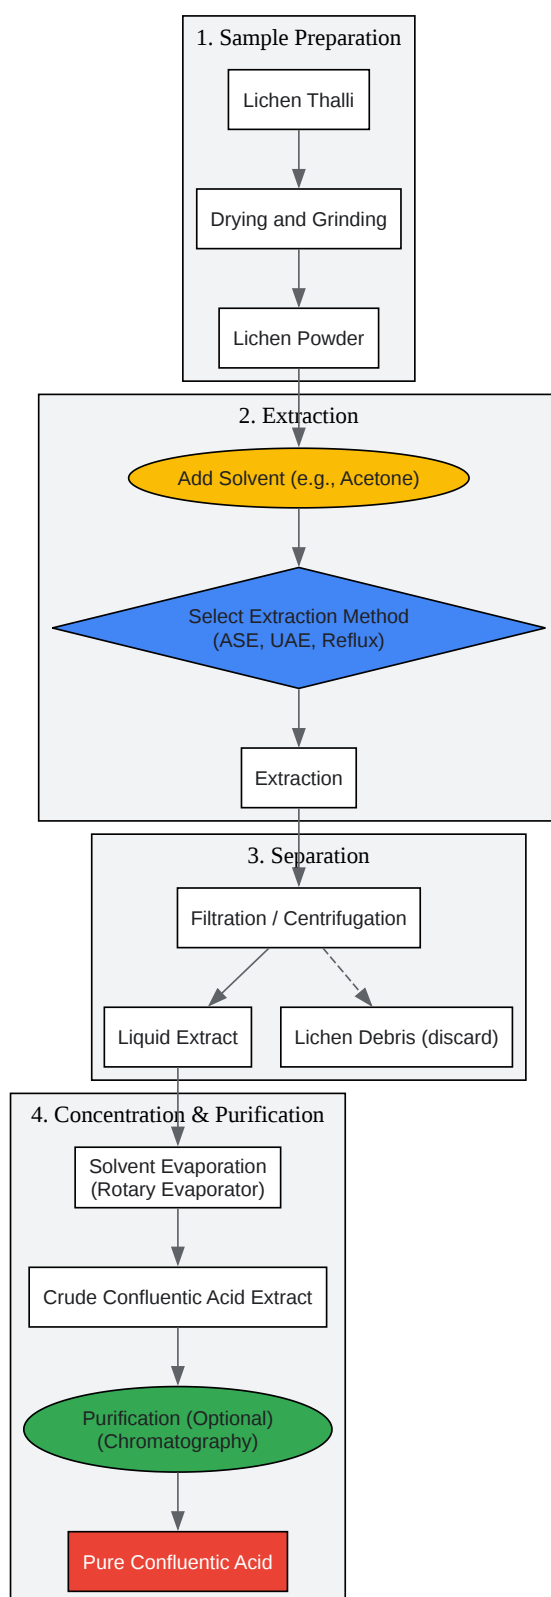 1. Sample Preparation
Lichen Thalli
Drying and Grinding
Lichen Powder
2. Extraction
Add Solvent (e.g., Acetone)
Select Extraction Method
(ASE, UAE, Reflux)
Extraction
3. Separation
Filtration / Centrifugation
Liquid Extract
Lichen Debris (discard)
4. Concentration & Purification
Solvent Evaporation
(Rotary Evaporator)
Crude Confluentic Acid Extract
Purification (Optional)
(Chromatography)
Pure Confluentic Acid